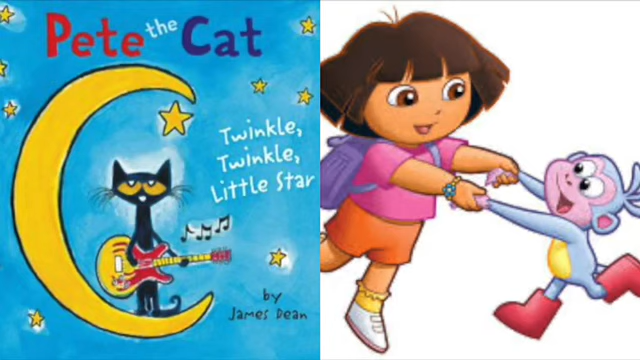 Pete the Cat
Twinkle,
Twinkle,
Little Star
by
James Dean